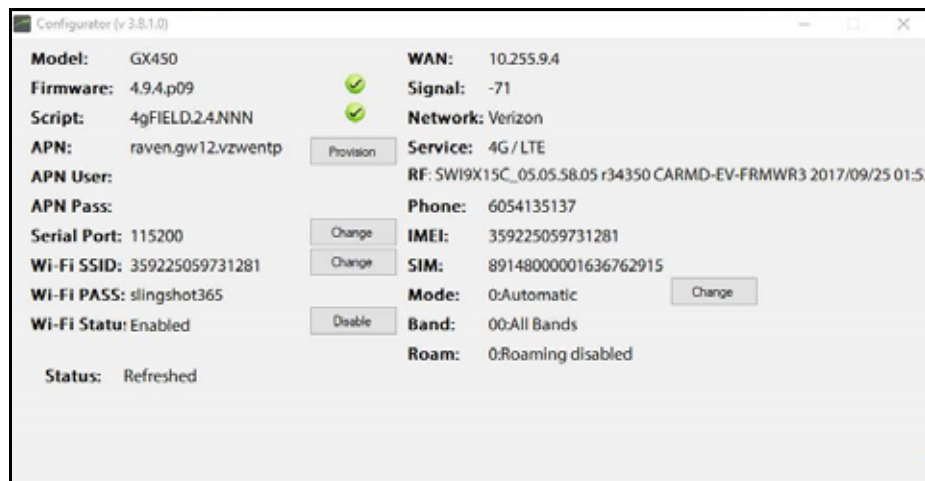 Configurator (v 3.8.1.0)
Model: GX450
Firmware: 4.9.4.p09
Script: 4gFIELD.2.4.NNN
APN: raven.gw12.vzwentp Provision
APN User:
APN Pass:
Serial Port: 115200 Change
Wi-Fi SSID: 359225059731281 Change
Wi-Fi PASS: slingshot365
Wi-Fi Statu: Enabled Disable
Status: Refreshed
WAN: 10.255.9.4
Signal: -71
Network: Verizon
Service: 4G/LTE
RF: SWI9X15C_05.05.58.05 r34350 CARMD-EV-FRMWR3 2017/09/25 01:5
Phone: 6054135137
IMEI: 359225059731281
SIM: 89148000001636762915
Mode: 0:Automatic Change
Band: 00:All Bands
Roam: 0:Roaming disabled